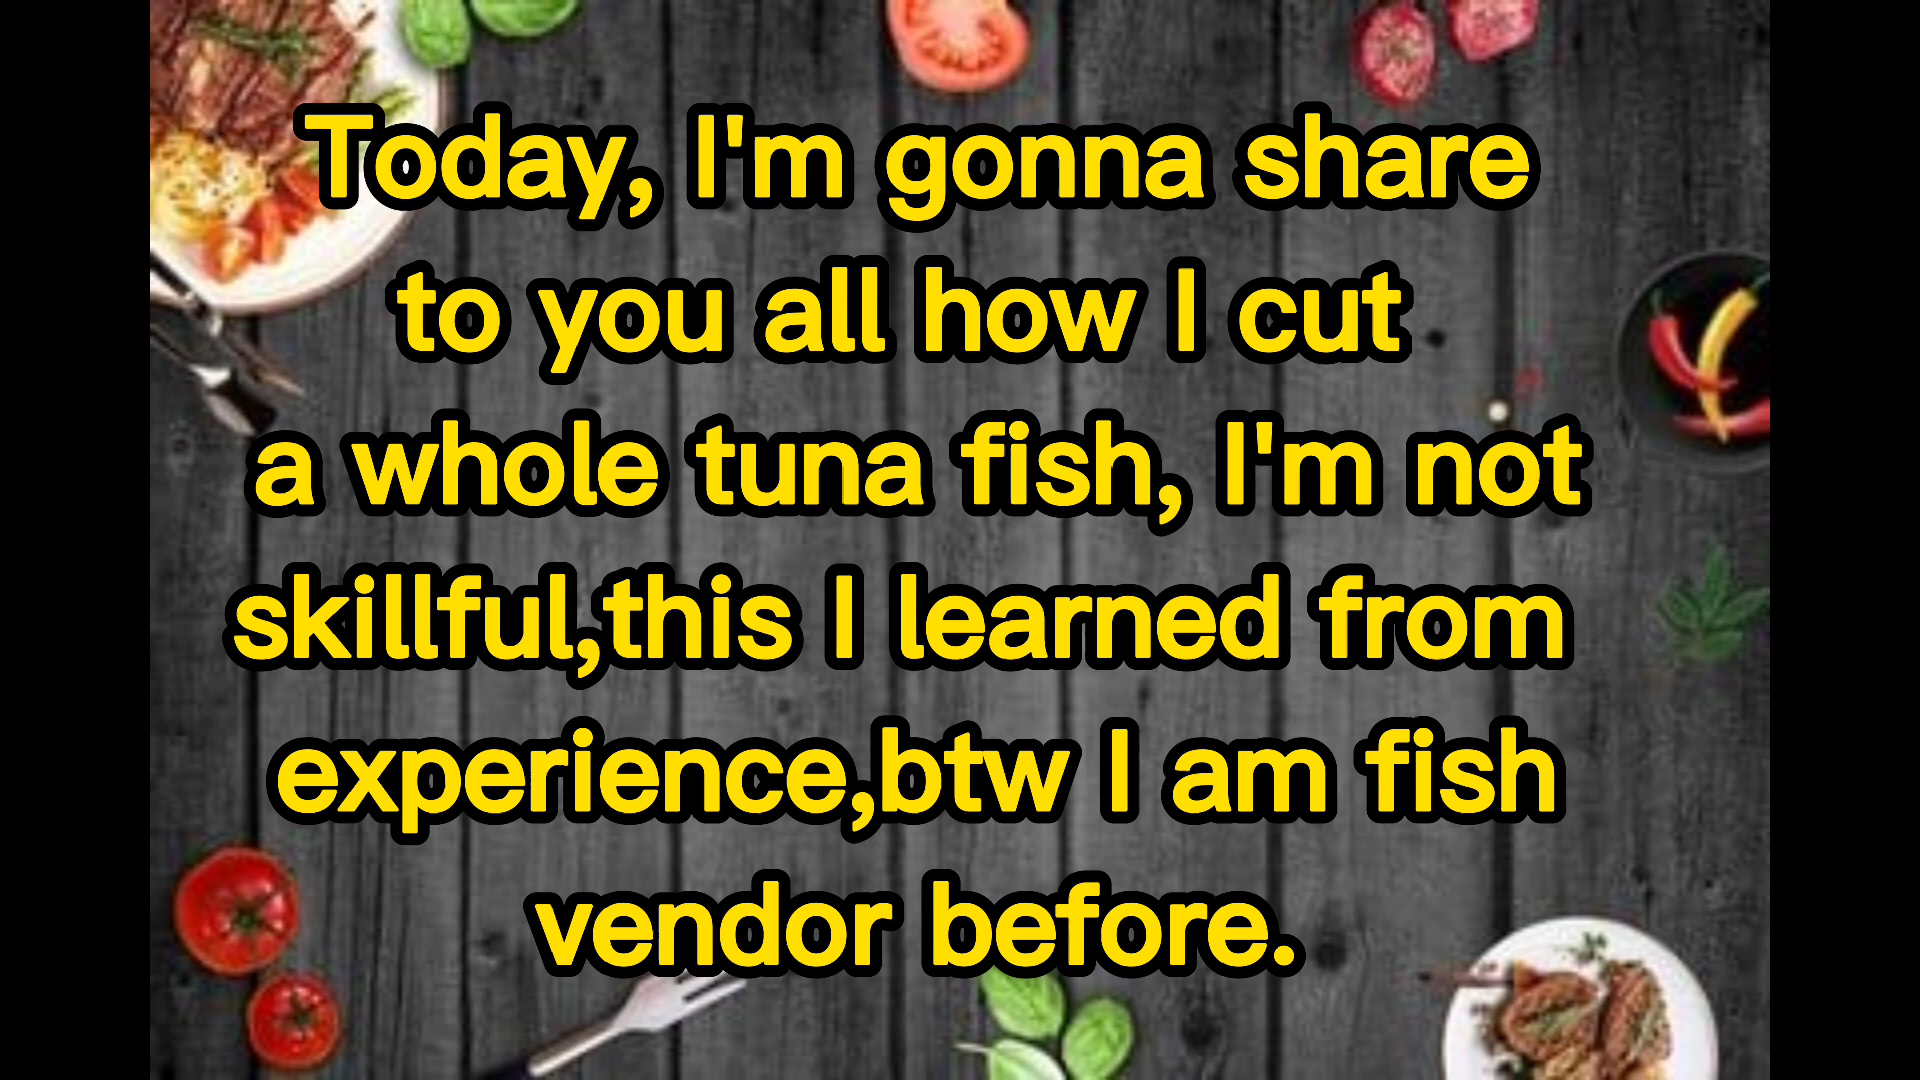 Today, I'm gonna share
to you all how I cut
a whole tuna fish, I'm not
skillful,this I learned from
experience,btw I am fish
vendor before.